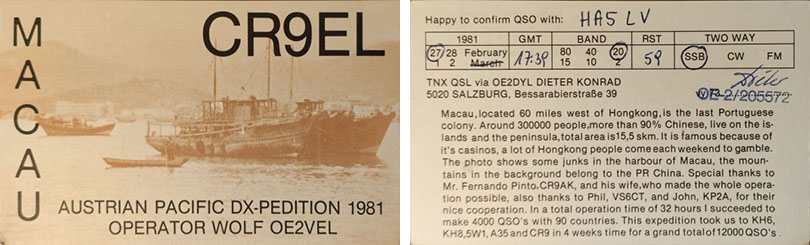 MACAU
CR9EL
AUSTRIAN PACIFIC DX-PEDITION 1981
OPERATOR WOLF OE2VEL
Happy to confirm QSO with: HA5LV
1981 GMT BAND RST TWO WAY
27 28 February 17:39 80 40 20 59 SSB CW FM
1 2 March 15 10 2
TNX QSL via OE2DYL DIETER KONRAD
5020 SALZBURG, Bessarabierstraße 39
OE-2/205572
Macau,located 60 miles west of Hongkong,is the last Portuguese
colony. Around 300000 people,more than 90% Chinese, live on the is-
lands and the peninsula,total area is15,5 skm. It is famous because of
it's casinos, a lot of Hongkong people come each weekend to gamble.
The photo shows some junks in the harbour of Macau, the moun-
tains in the background belong to the PR China. Special thanks to
Mr. Fernando Pinto,CR9AK, and his wife,who made the whole opera-
tion possible, also thanks to Phil, VS6CT, and John, KP2A, for their
nice cooperation. In a total operation time of 32 hours I succeeded to
make 4000 QSO's with 90 countries. This expedition took us to KH6,
KH8,5W1, A35 and CR9 in 4 weeks time for a grand total of 12000 QSO's